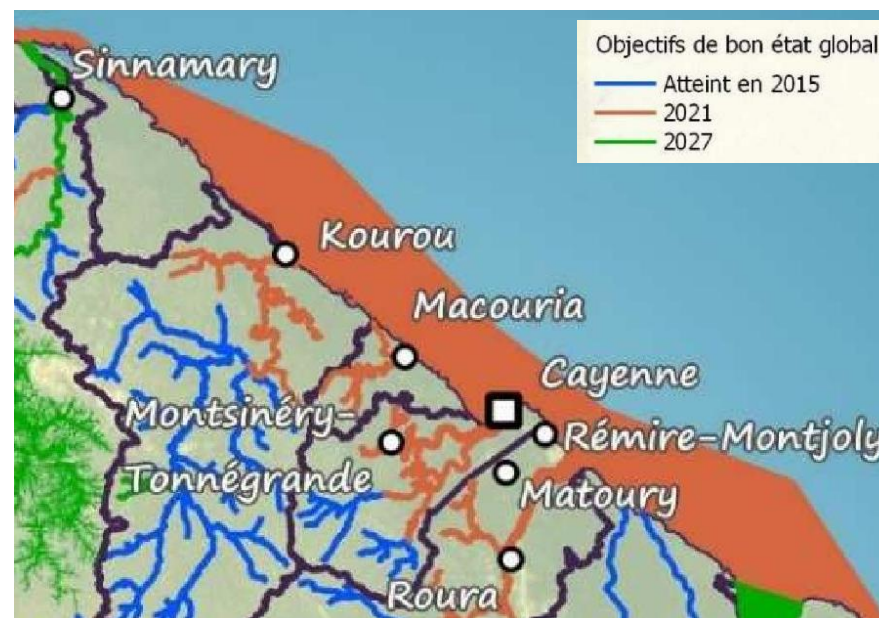 Objectifs de bon état global
Atteint en 2015
2021
2027
Sinnamary
Kourou
Macouria
Cayenne
Montsinéry-
Tonnégrande
Rémire-Montjoly
Matoury
Roura